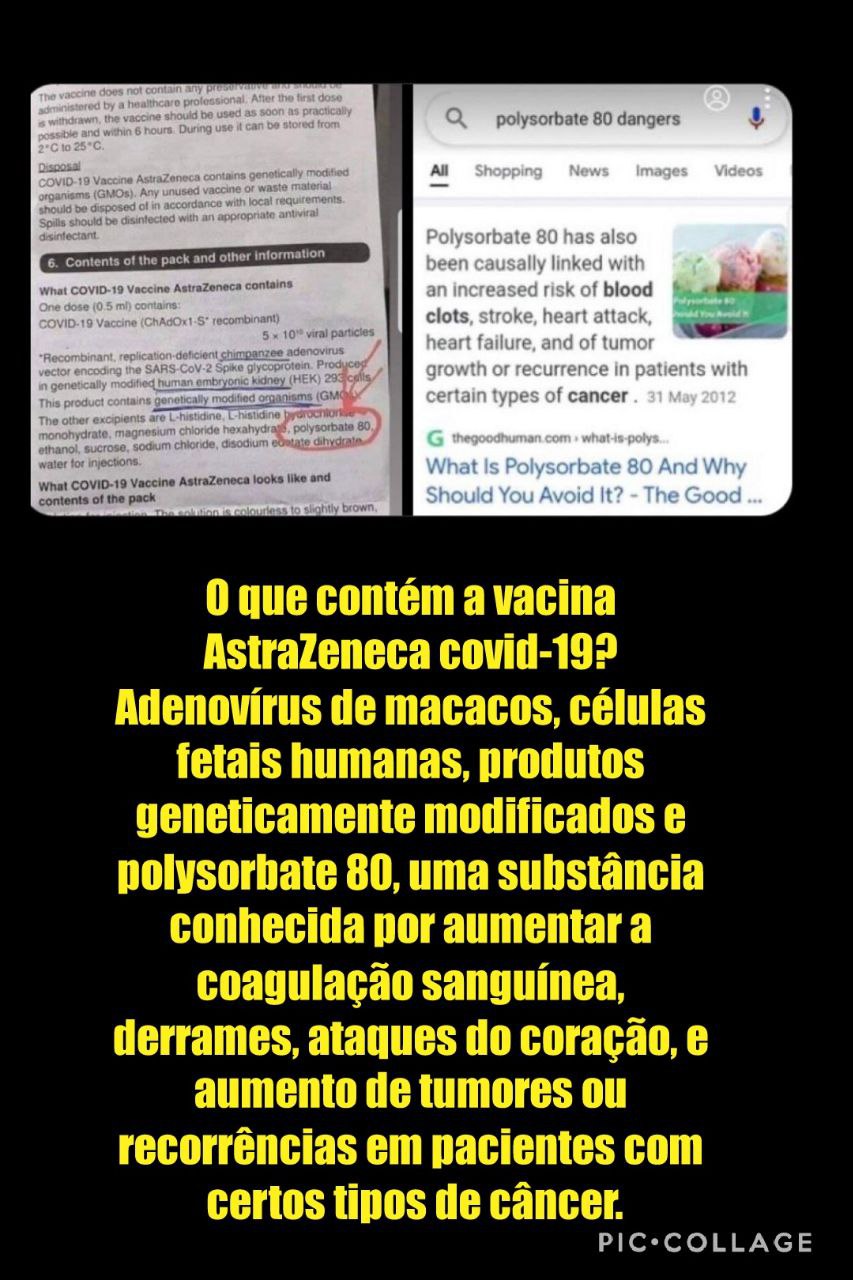 The vaccine does not contain any preservative and should be
administered by a healthcare professional. After the first dose
is withdrawn, the vaccine should be used as soon as practically
possible and within 6 hours. During use it can be stored from
2°C to 25°C.
Disposal
COVID-19 Vaccine AstraZeneca contains genetically modified
organisms (GMOs). Any unused vaccine or waste material
should be disposed of in accordance with local requirements.
Spills should be disinfected with an appropriate antiviral
disinfectant.
6. Contents of the pack and other information
What COVID-19 Vaccine AstraZeneca contains
One dose (0.5 ml) contains:
COVID-19 Vaccine (ChAdOx1-S* recombinant)
5 × 10¹⁰ viral particles
*Recombinant, replication-deficient chimpanzee adenovirus
vector encoding the SARS-CoV-2 Spike glycoprotein. Produced
in genetically modified human embryonic kidney (HEK) 293 cells.
This product contains genetically modified organisms (GMOs).
The other excipients are L-histidine, L-histidine hydrochloride
monohydrate, magnesium chloride hexahydrate, polysorbate 80,
ethanol, sucrose, sodium chloride, disodium edetate dihydrate,
water for injections.
What COVID-19 Vaccine AstraZeneca looks like and
contents of the pack
The solution is colourless to slightly brown,
polysorbate 80 dangers
All Shopping News Images Videos
Polysorbate 80 has also
been causally linked with
an increased risk of blood
clots, stroke, heart attack,
heart failure, and of tumor
growth or recurrence in patients with
certain types of cancer. 31 May 2012
Polysorbate 80
Should You Avoid It
G thegoodhuman.com › what-is-polys...
What Is Polysorbate 80 And Why
Should You Avoid It? - The Good ...
O que contém a vacina
AstraZeneca covid-19?
Adenovírus de macacos, células
fetais humanas, produtos
geneticamente modificados e
polysorbate 80, uma substância
conhecida por aumentar a
coagulação sanguínea,
derrames, ataques do coração, e
aumento de tumores ou
recorrências em pacientes com
certos tipos de câncer.
PIC•COLLAGE